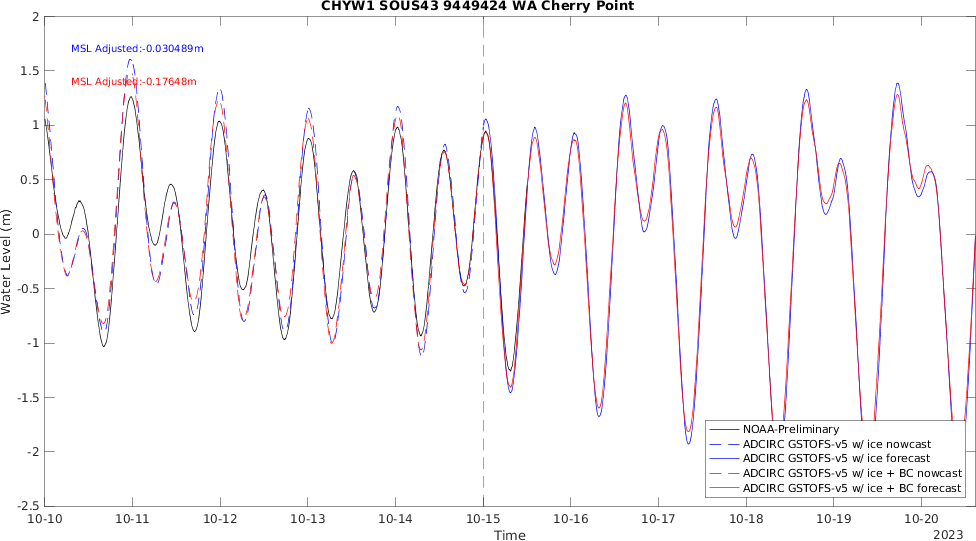 CHYW1 SOUS43 9449424 WA Cherry Point
MSL Adjusted:-0.030489m
MSL Adjusted:-0.17648m
Water Level (m)
2
1.5
1
0.5
0
-0.5
-1
-1.5
-2
-2.5
NOAA-Preliminary
ADCIRC GSTOFS-v5 w/ ice nowcast
ADCIRC GSTOFS-v5 w/ ice forecast
ADCIRC GSTOFS-v5 w/ ice + BC nowcast
ADCIRC GSTOFS-v5 w/ ice + BC forecast
10-10 10-11 10-12 10-13 10-14 10-15 10-16 10-17 10-18 10-19 10-20
Time
2023